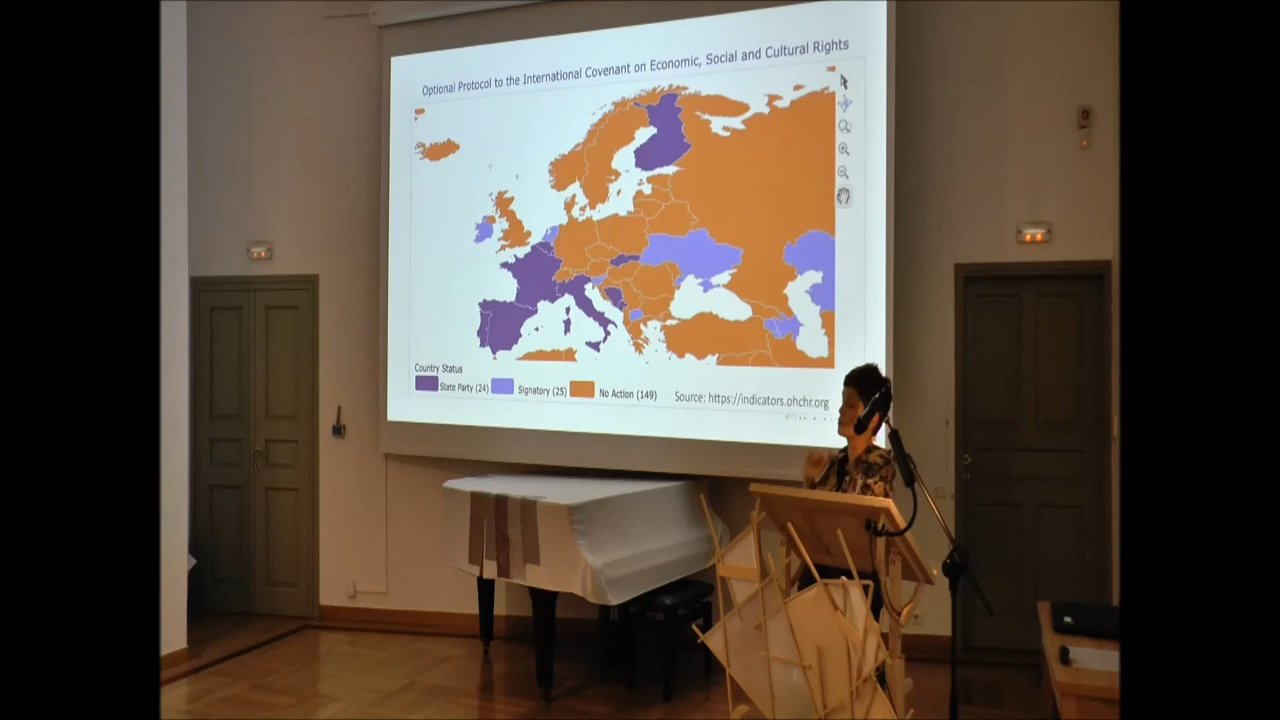 Optional Protocol to the International Covenant on Economic, Social and Cultural Rights
Country Status
State Party (24) Signatory (25) No Action (149)
Source: https://indicators.ohchr.org